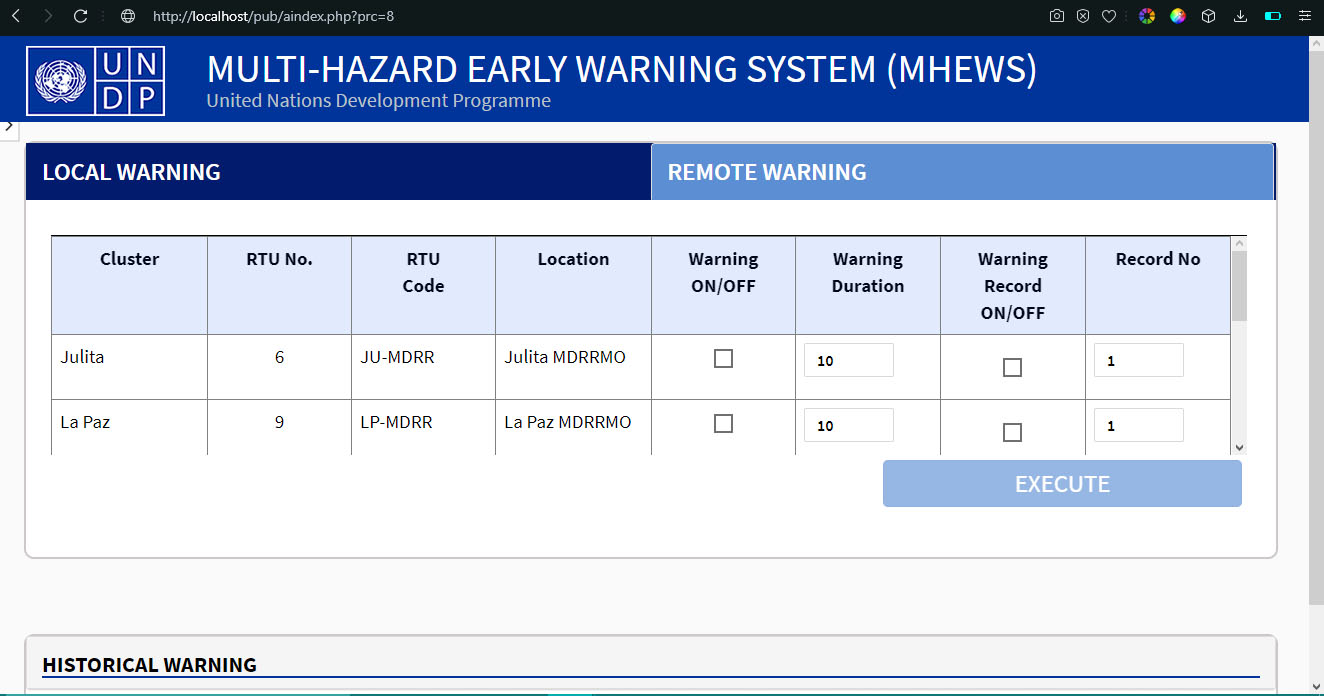 http://localhost/pub/aindex.php?prc=8
UN
DP
MULTI-HAZARD EARLY WARNING SYSTEM (MHEWS)
United Nations Development Programme
LOCAL WARNING
REMOTE WARNING
Cluster RTU No. RTU Code Location Warning ON/OFF Warning Duration Warning Record ON/OFF Record No
Julita 6 JU-MDRR Julita MDRRMO 10 1
La Paz 9 LP-MDRR La Paz MDRRMO 10 1
EXECUTE
HISTORICAL WARNING